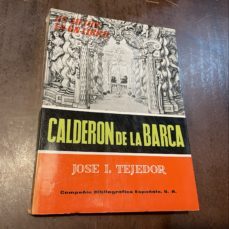 CALDERON DE LA BARCA
JOSE I. TEJEDOR
Compañía Bibliográfica Española, S. A.